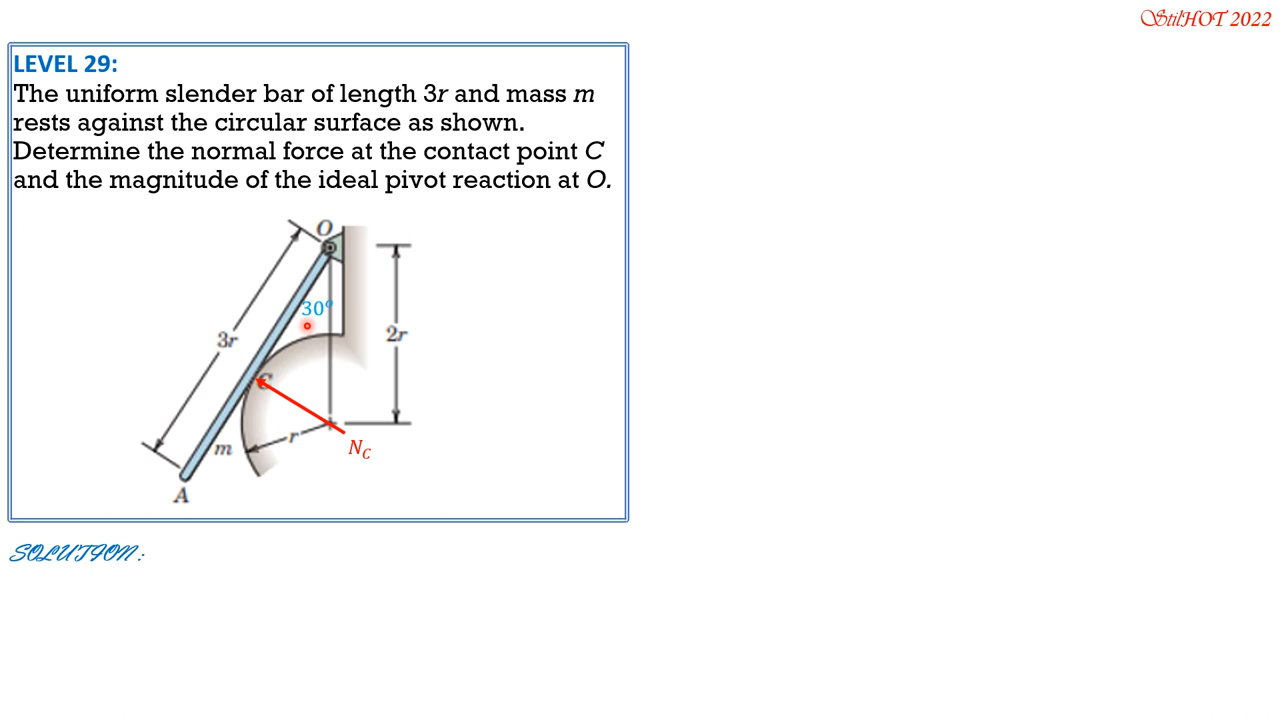 StilHOT 2022
LEVEL 29:
The uniform slender bar of length 3r and mass m
rests against the circular surface as shown.
Determine the normal force at the contact point C
and the magnitude of the ideal pivot reaction at O.
O
30°
3r
2r
C
r
m
N_C
A
SOLUTION: